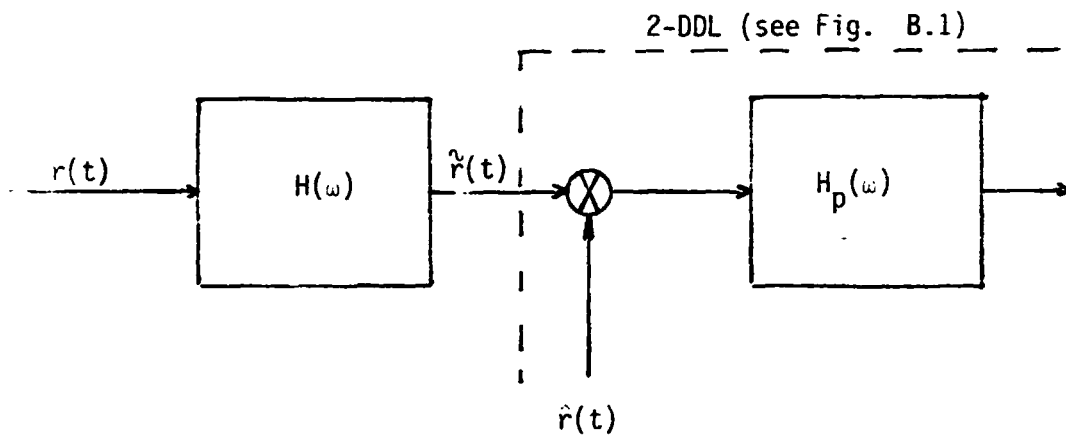 2-DDL (see Fig. B.1)
r(t)
H(ω)
r̃(t)
H_p(ω)
r̂(t)